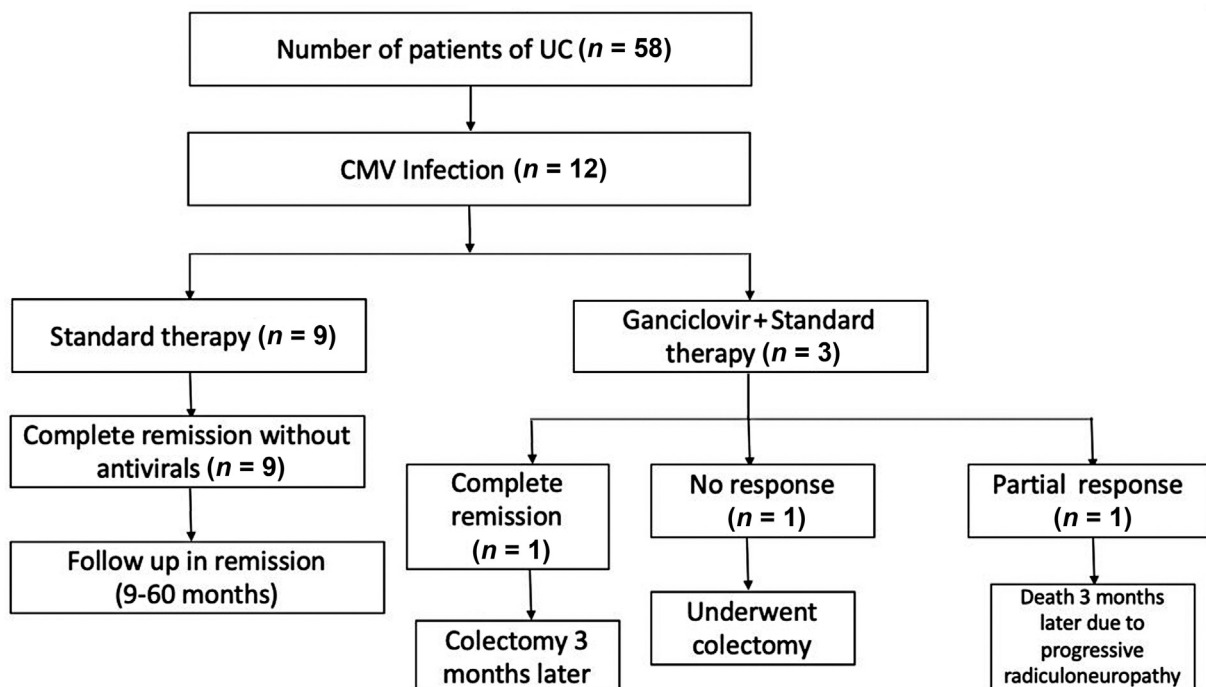 Number of patients of UC (n = 58)
CMV Infection (n = 12)
Standard therapy (n = 9)
Ganciclovir+Standard
therapy (n = 3)
Complete remission without
antivirals (n = 9)
Follow up in remission
(9-60 months)
Complete
remission
(n = 1)
No response
(n = 1)
Partial response
(n = 1)
Colectomy 3
months later
Underwent
colectomy
Death 3 months
later due to
progressive
radiculoneuropathy